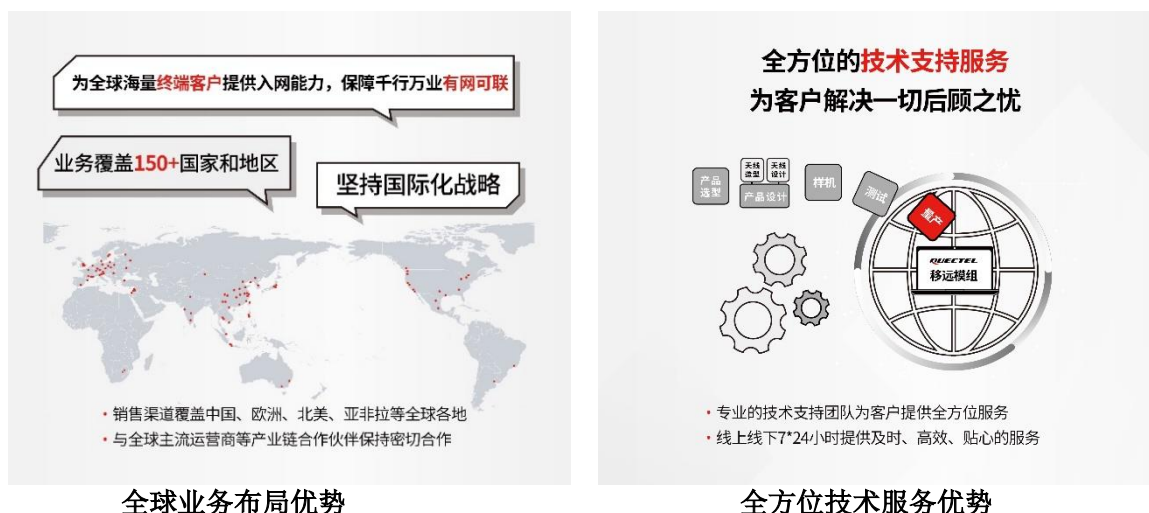 为全球海量终端客户提供入网能力，保障千行万业有网可联
业务覆盖150+国家和地区
坚持国际化战略
• 销售渠道覆盖中国、欧洲、北美、亚非拉等全球各地
• 与全球主流运营商等产业链合作伙伴保持密切合作
全球业务布局优势
全方位的技术支持服务
为客户解决一切后顾之忧
产品
选型
天线
造型
天线
设计
产品设计
样机
测试
量产
QUECTEL
移远模组
• 专业的技术支持团队为客户提供全方位服务
• 线上线下7*24小时提供及时、高效、贴心的服务
全方位技术服务优势